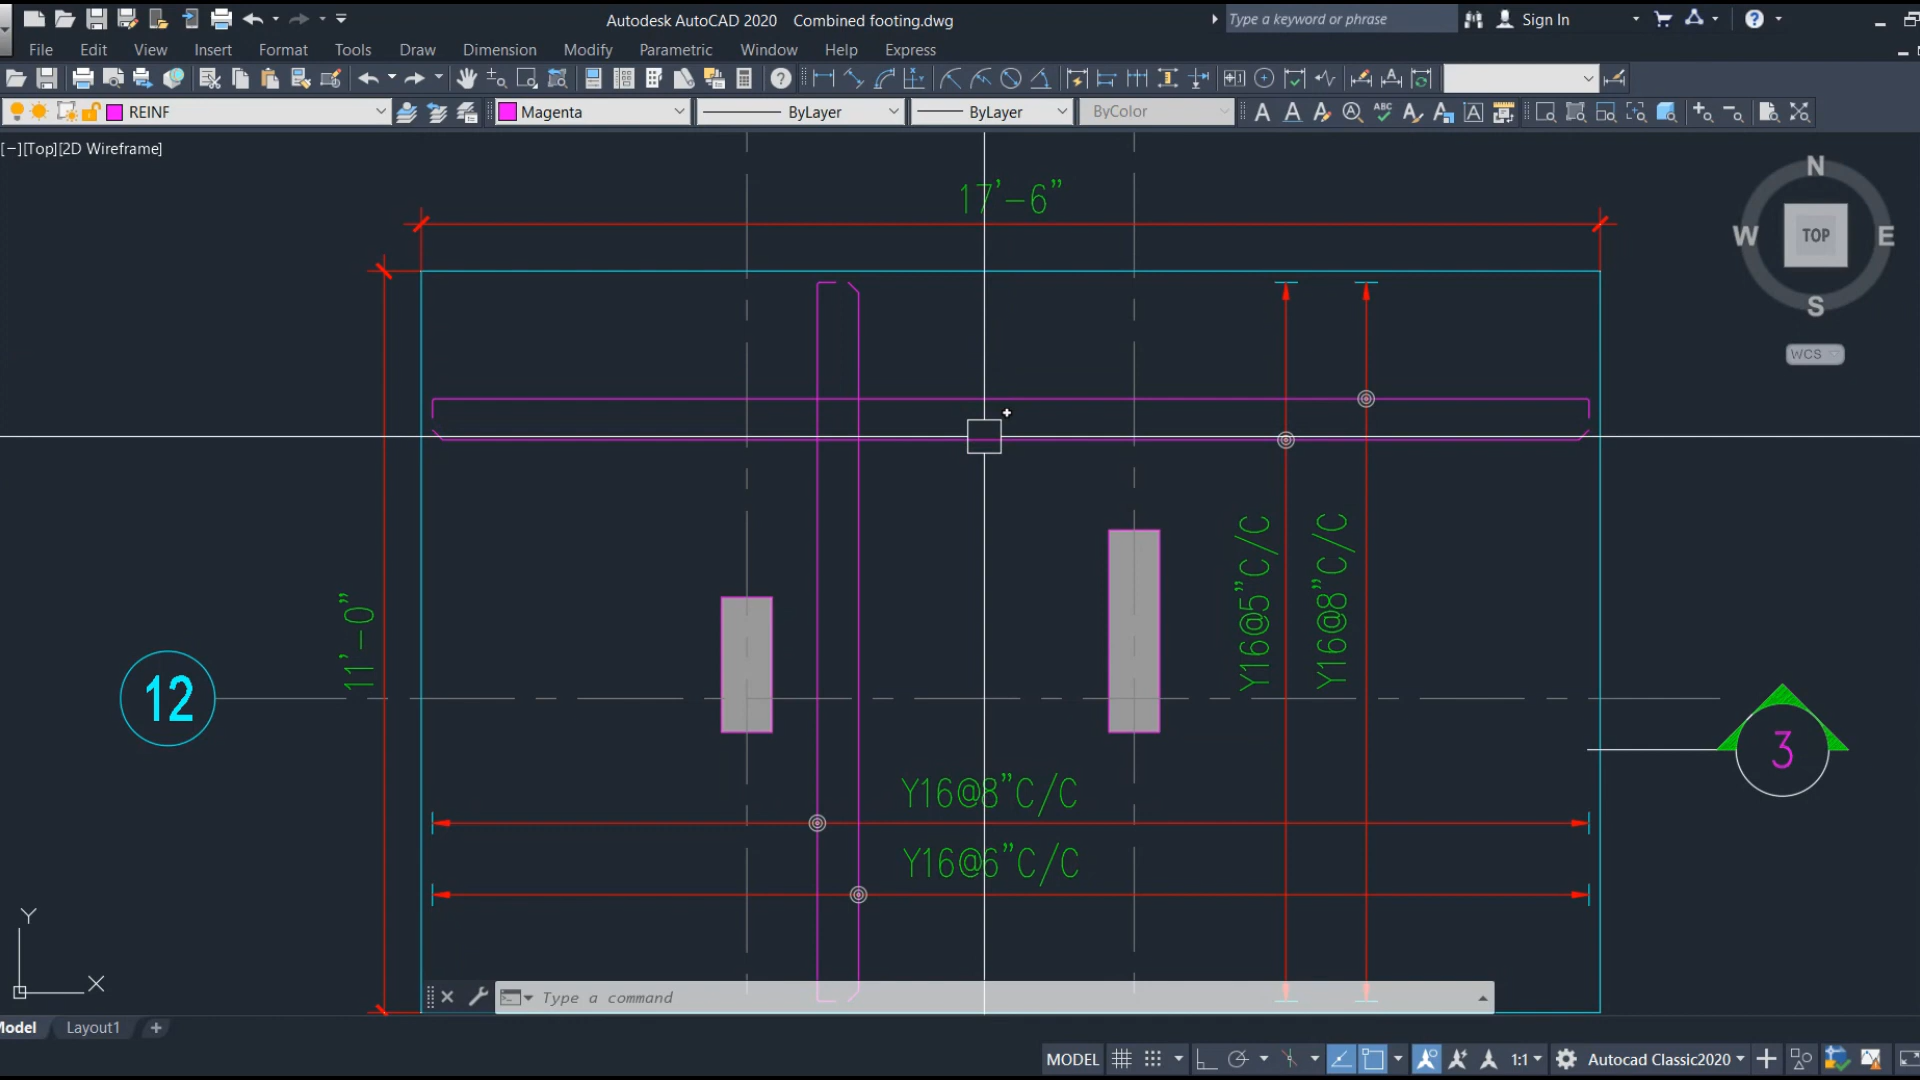 Autodesk AutoCAD 2020 Combined footing.dwg
Type a keyword or phrase
Sign In
File Edit View Insert Format Tools Draw Dimension Modify Parametric Window Help Express
REINF
Magenta
ByLayer
ByLayer
ByColor
[−][Top][2D Wireframe]
N
W TOP E
S
WCS
17'-6"
11'-0"
12
Y16@5"C/C
Y16@8"C/C
3
Y16@8"C/C
Y16@6"C/C
Y
X
Type a command
Model Layout1 +
MODEL
1:1
Autocad Classic2020